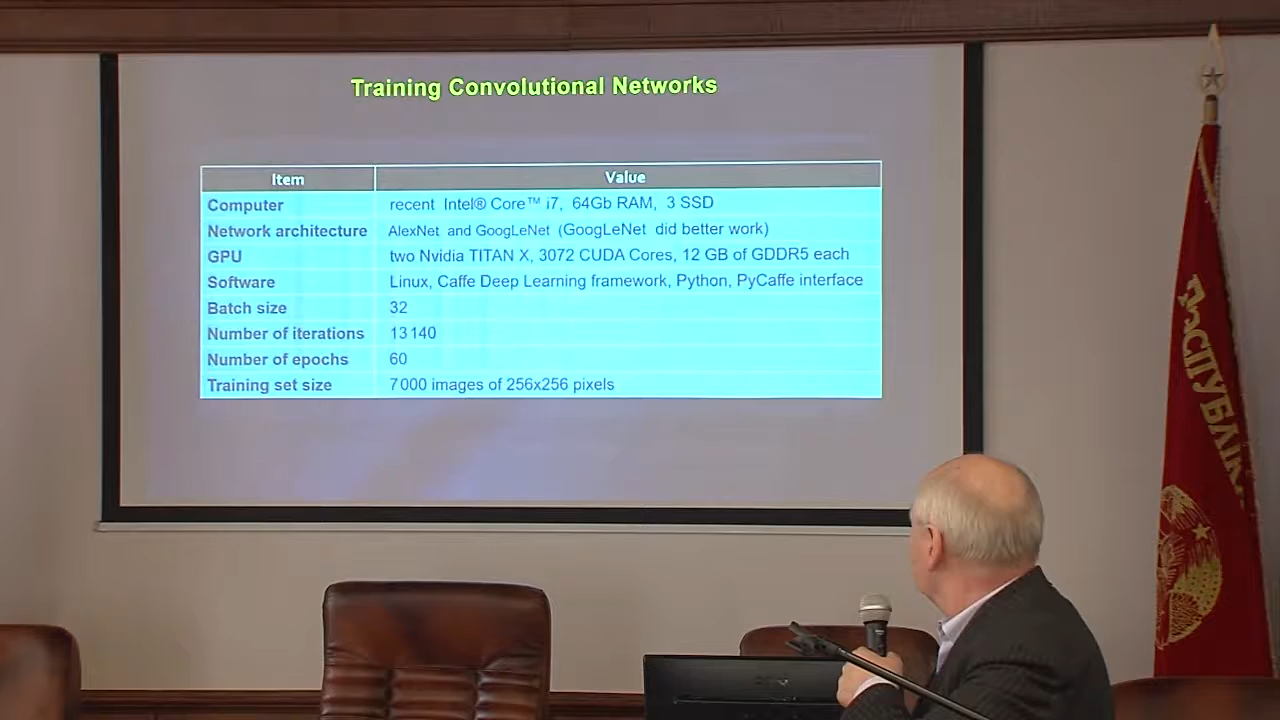 Training Convolutional Networks
Item Value
Computer recent Intel® Core™ i7, 64Gb RAM, 3 SSD
Network architecture AlexNet and GoogLeNet (GoogLeNet did better work)
GPU two Nvidia TITAN X, 3072 CUDA Cores, 12 GB of GDDR5 each
Software Linux, Caffe Deep Learning framework, Python, PyCaffe interface
Batch size 32
Number of iterations 13 140
Number of epochs 60
Training set size 7 000 images of 256x256 pixels